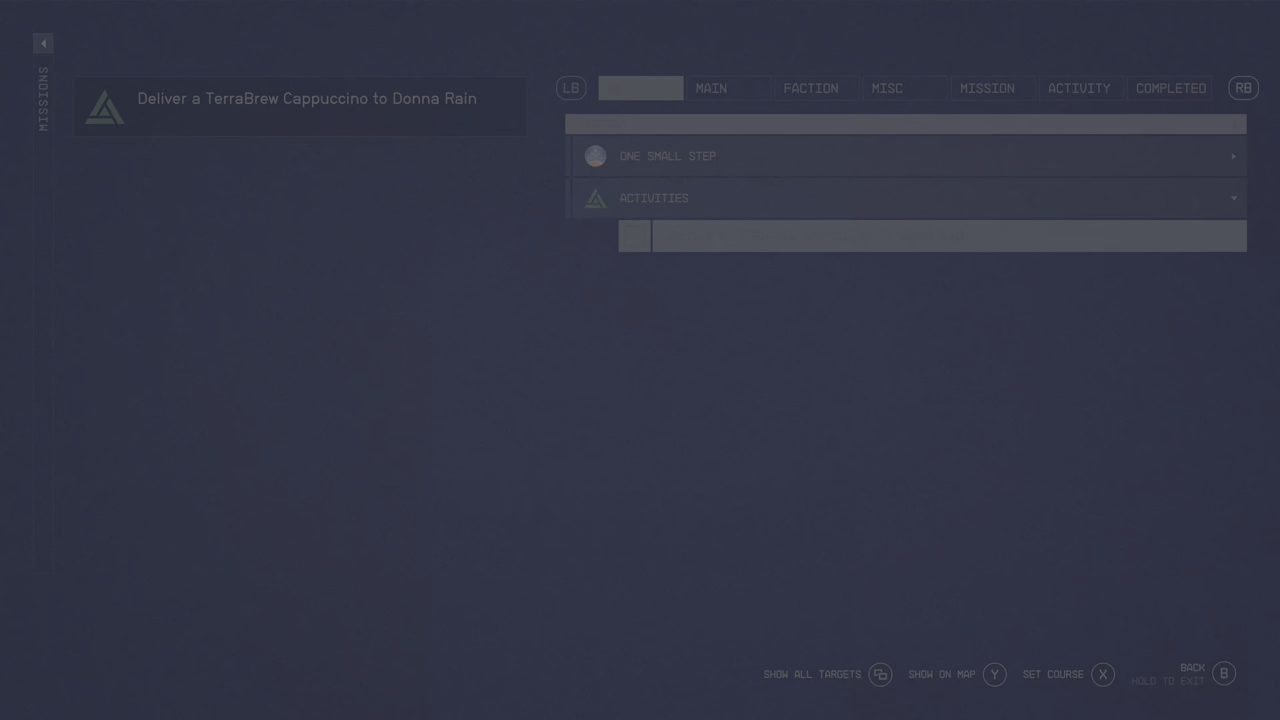 MISSIONS
Deliver a TerraBrew Cappuccino to Donna Rain
LB
MAIN
FACTION
MISC
MISSION
ACTIVITY
COMPLETED
RB
ONE SMALL STEP
ACTIVITIES
SHOW ALL TARGETS
SHOW ON MAP Y
SET COURSE X
BACK B
HOLD TO EXIT